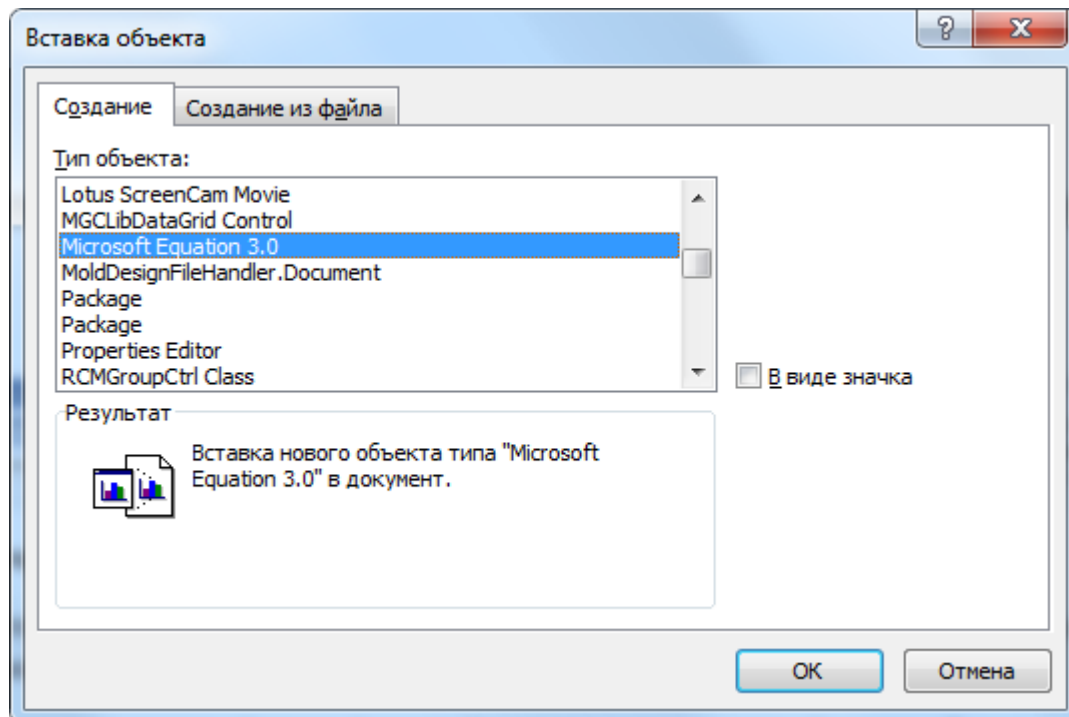 Вставка объекта
Создание
Создание из файла
Тип объекта:
Lotus ScreenCam Movie
MGCLibDataGrid Control
Microsoft Equation 3.0
MoldDesignFileHandler.Document
Package
Package
Properties Editor
RCMGroupCtrl Class
В виде значка
Результат
Вставка нового объекта типа "Microsoft
Equation 3.0" в документ.
ОК
Отмена